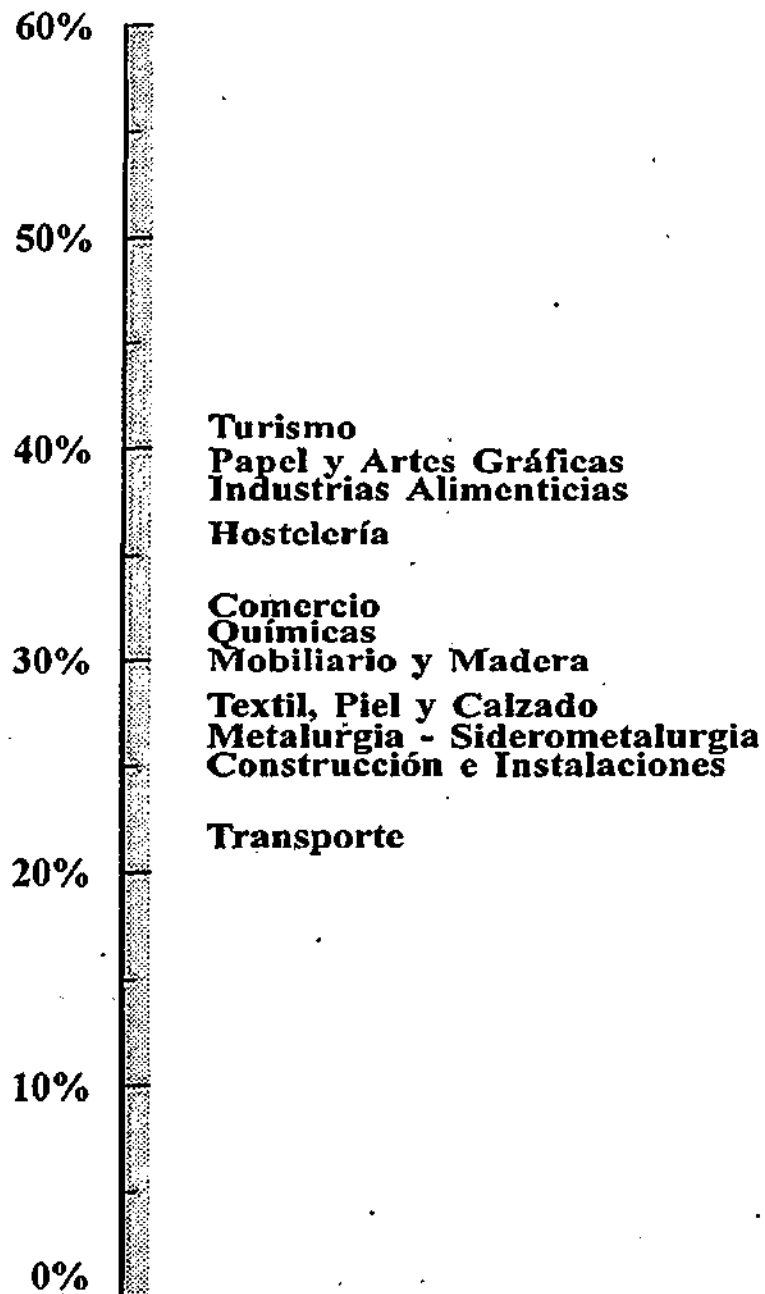 60%
50%
Turismo
40%
Papel y Artes Gráficas
Industrias Alimenticias
Hostelería
Comercio
Químicas
30%
Mobiliario y Madera
Textil, Piel y Calzado
Metalurgia - Siderometalurgia
Construcción e Instalaciones
Transporte
20%
10%
0%